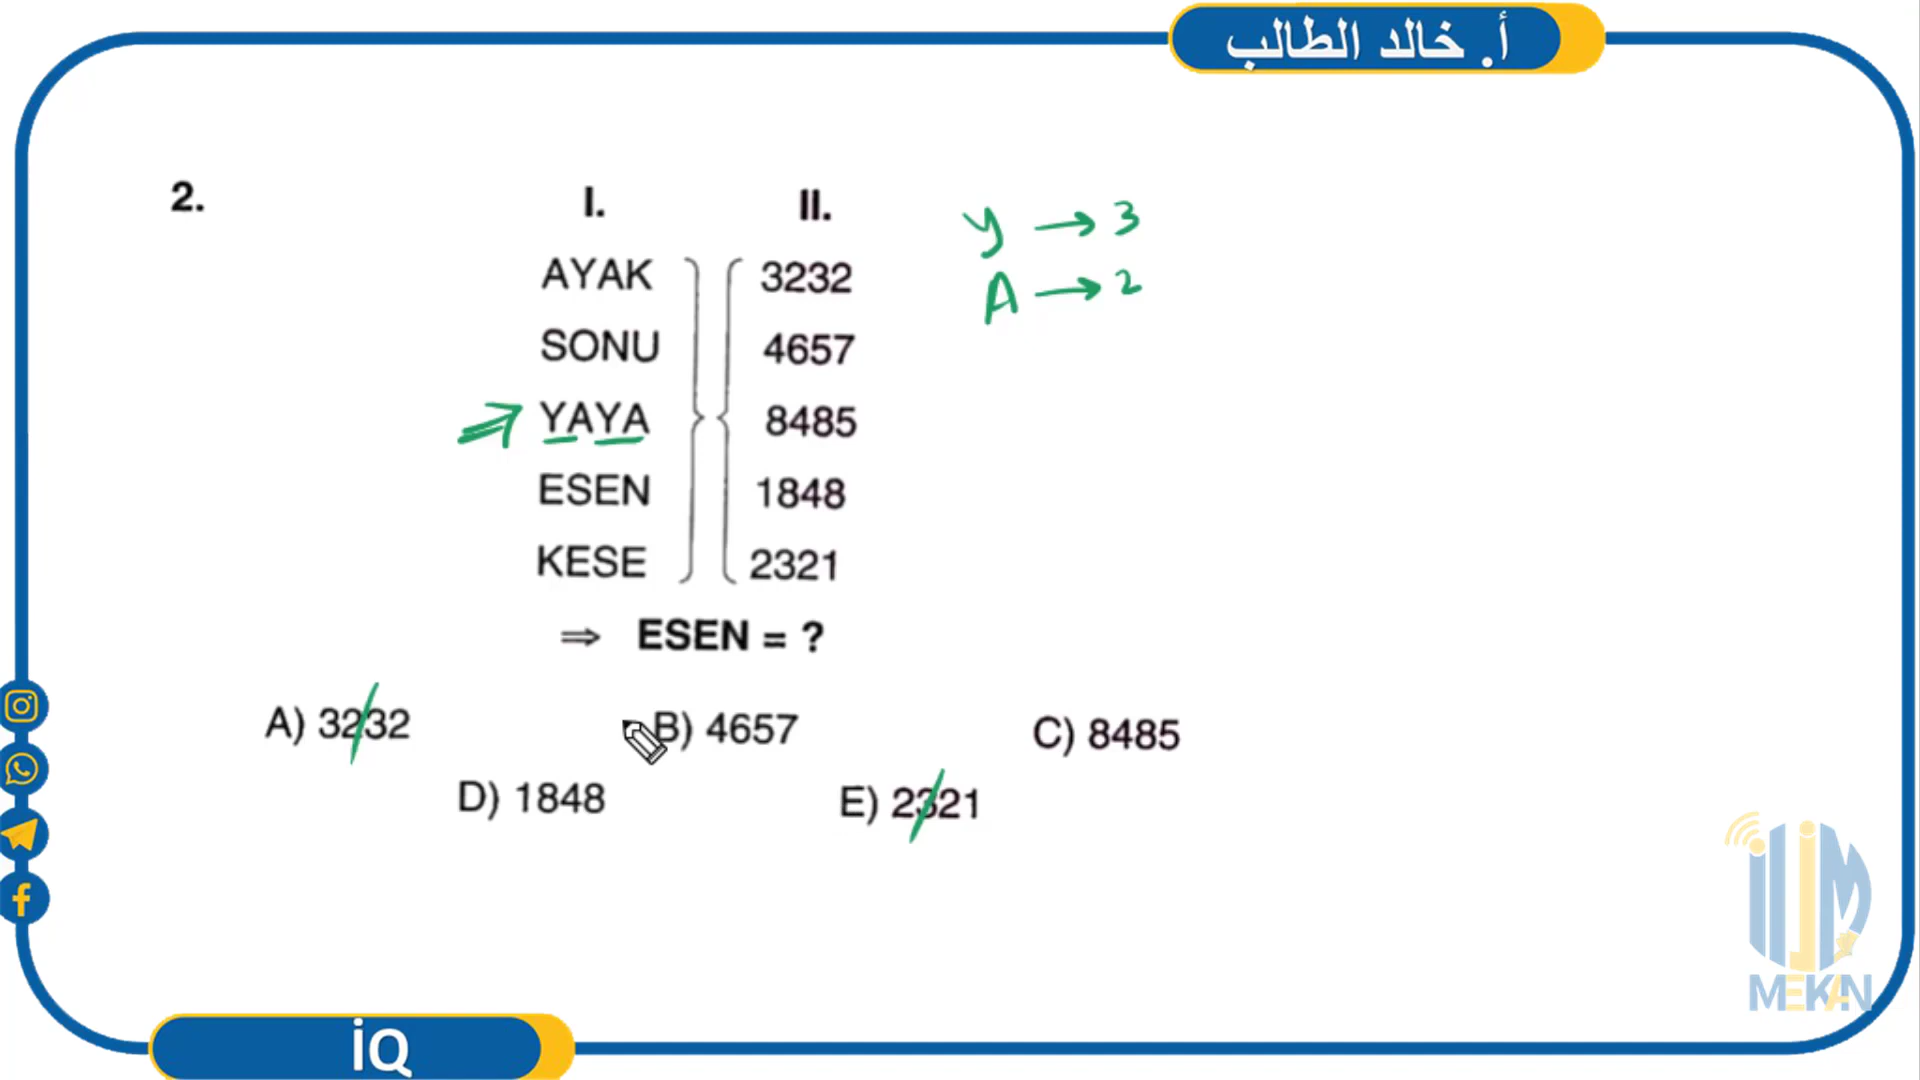 أ. خالد الطالب
2.
I. II.
AYAK 3232
SONU 4657
YAYA 8485
ESEN 1848
KESE 2321
y → 3
A → 2
⇒ ESEN = ?
A) 3232 B) 4657 C) 8485
D) 1848 E) 2321
MEKAN
İQ